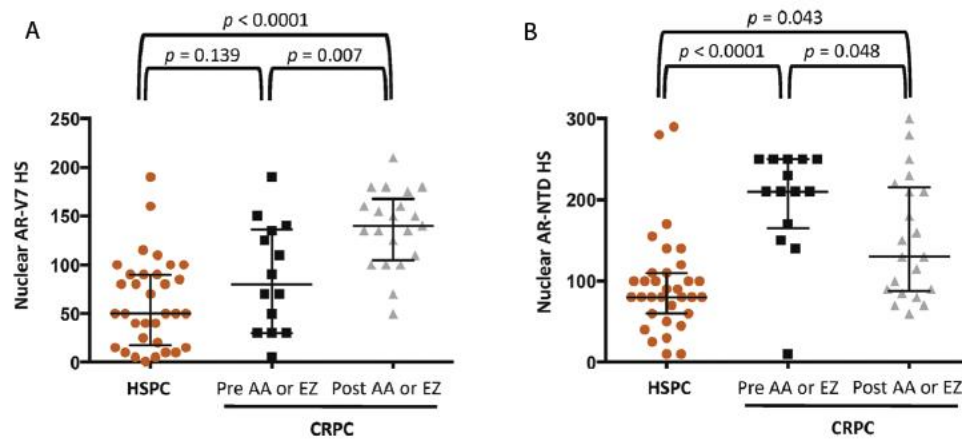 A
p < 0.0001
p = 0.139
p = 0.007
Nuclear AR-V7 HS
250
200
150
100
50
0
HSPC
Pre AA or EZ
Post AA or EZ
CRPC
B
p = 0.043
p < 0.0001
p = 0.048
Nuclear AR-NTD HS
300
200
100
0
HSPC
Pre AA or EZ
Post AA or EZ
CRPC